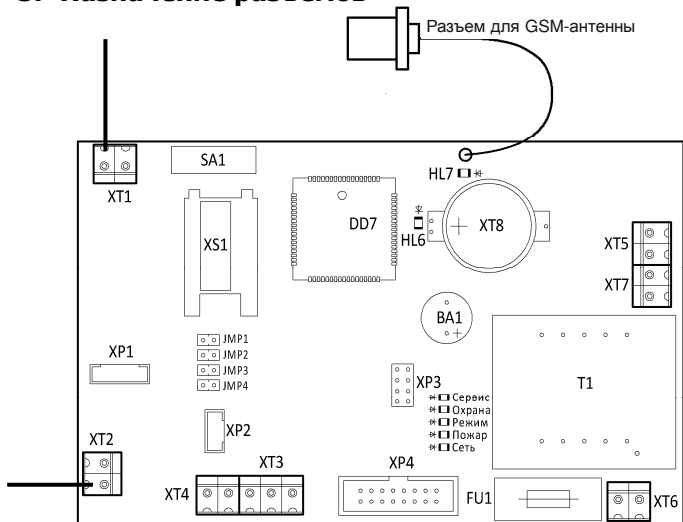 Разъем для GSM-антенны
SA1
HL7
XT1
DD7
XT8
HL6
XS1
XT5
XT7
BA1
JMP1
JMP2
JMP3
JMP4
XP1
XP3
T1
Сервис
Охрана
Режим
Пожар
Сеть
XP2
XT2
XT3
XP4
XT4
FU1
XT6